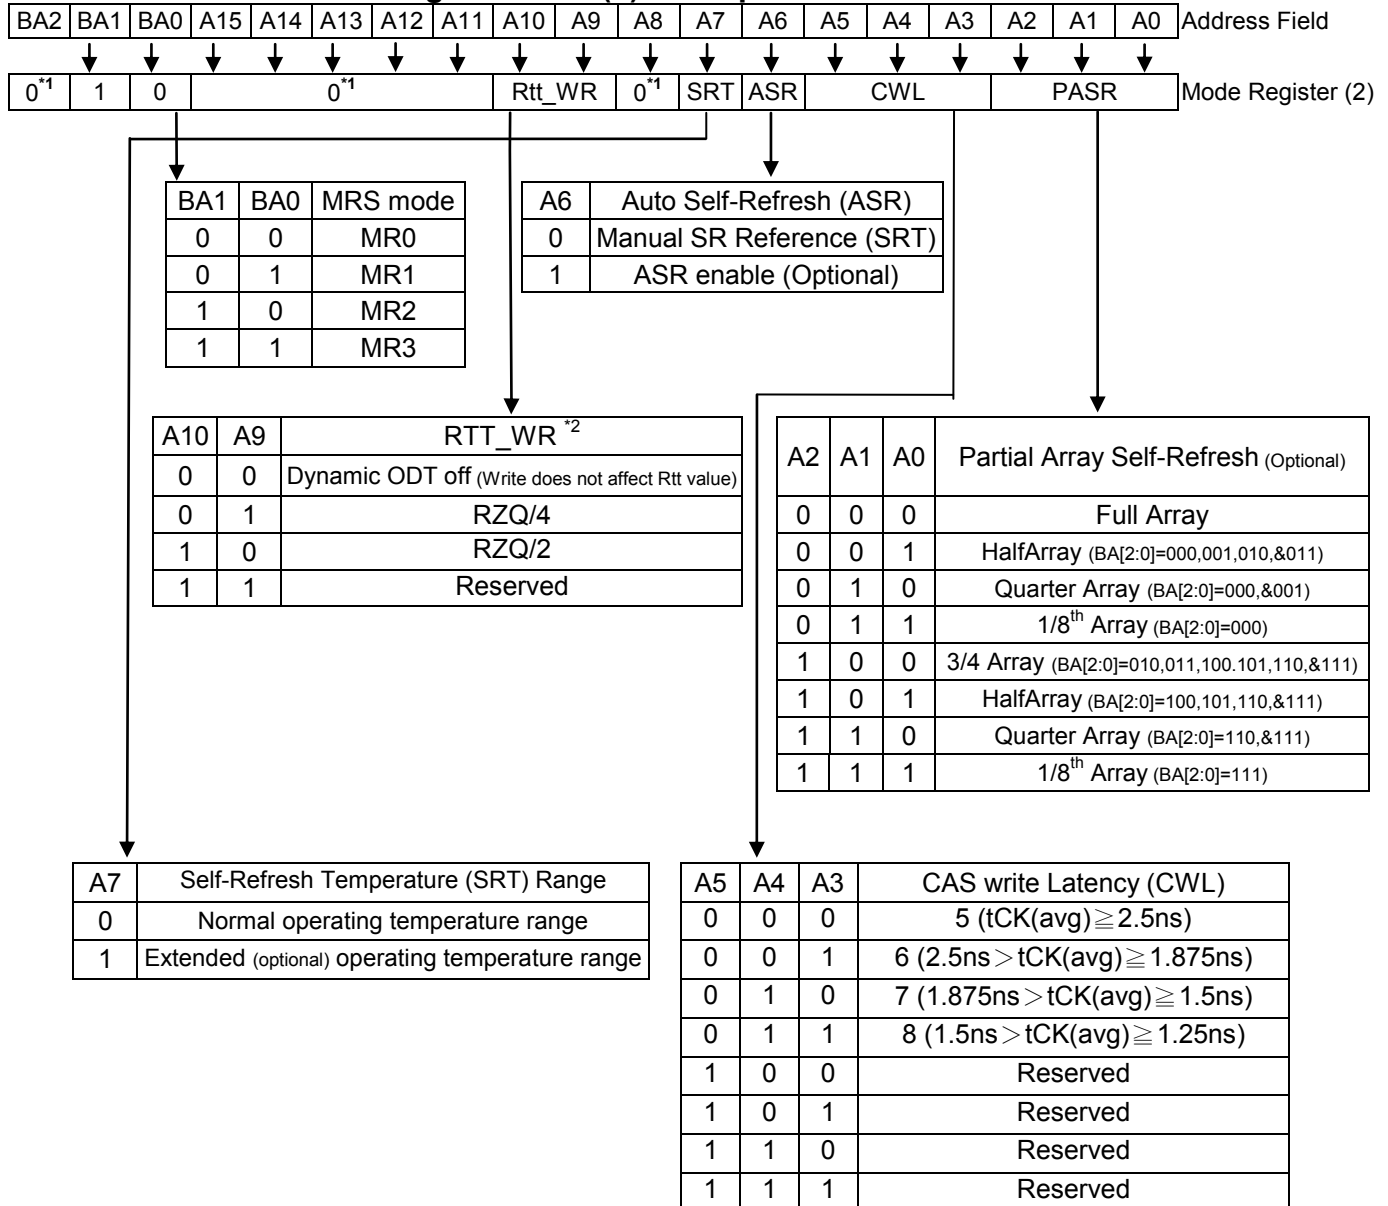 BA2 BA1 BA0 A15 A14 A13 A12 A11 A10 A9 A8 A7 A6 A5 A4 A3 A2 A1 A0 Address Field
0*1 1 0 0*1 Rtt_WR 0*1 SRT ASR CWL PASR Mode Register (2)
BA1 BA0 MRS mode
0 0 MR0
0 1 MR1
1 0 MR2
1 1 MR3
A6 Auto Self-Refresh (ASR)
0 Manual SR Reference (SRT)
1 ASR enable (Optional)
A10 A9 RTT_WR *2
0 0 Dynamic ODT off (Write does not affect Rtt value)
0 1 RZQ/4
1 0 RZQ/2
1 1 Reserved
A2 A1 A0 Partial Array Self-Refresh (Optional)
0 0 0 Full Array
0 0 1 HalfArray (BA[2:0]=000,001,010,&011)
0 1 0 Quarter Array (BA[2:0]=000,&001)
0 1 1 1/8th Array (BA[2:0]=000)
1 0 0 3/4 Array (BA[2:0]=010,011,100.101,110,&111)
1 0 1 HalfArray (BA[2:0]=100,101,110,&111)
1 1 0 Quarter Array (BA[2:0]=110,&111)
1 1 1 1/8th Array (BA[2:0]=111)
A7 Self-Refresh Temperature (SRT) Range
0 Normal operating temperature range
1 Extended (optional) operating temperature range
A5 A4 A3 CAS write Latency (CWL)
0 0 0 5 (tCK(avg)≧2.5ns)
0 0 1 6 (2.5ns>tCK(avg)≧1.875ns)
0 1 0 7 (1.875ns>tCK(avg)≧1.5ns)
0 1 1 8 (1.5ns>tCK(avg)≧1.25ns)
1 0 0 Reserved
1 0 1 Reserved
1 1 0 Reserved
1 1 1 Reserved